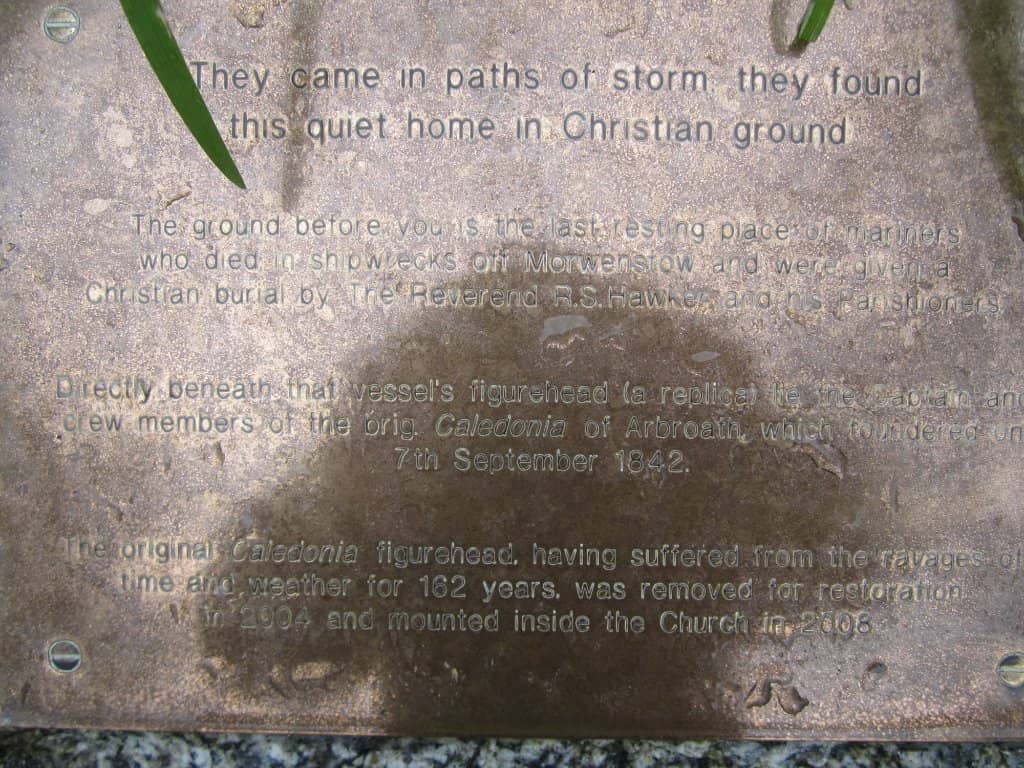 They came in paths of storm: they found
this quiet home in Christian ground
The ground before you is the last resting place of mariners
who died in shipwrecks off Morwenstow and were given a
Christian burial by The Reverend R.S.Hawker and his Parishioners
Directly beneath that vessel's figurehead (a replica) lie the Captain and
crew members of the brig, Caledonia of Arbroath, which foundered on
7th September 1842.
The original Caledonia figurehead, having suffered from the ravages of
time and weather for 162 years, was removed for restoration
in 2004 and mounted inside the Church in 2008